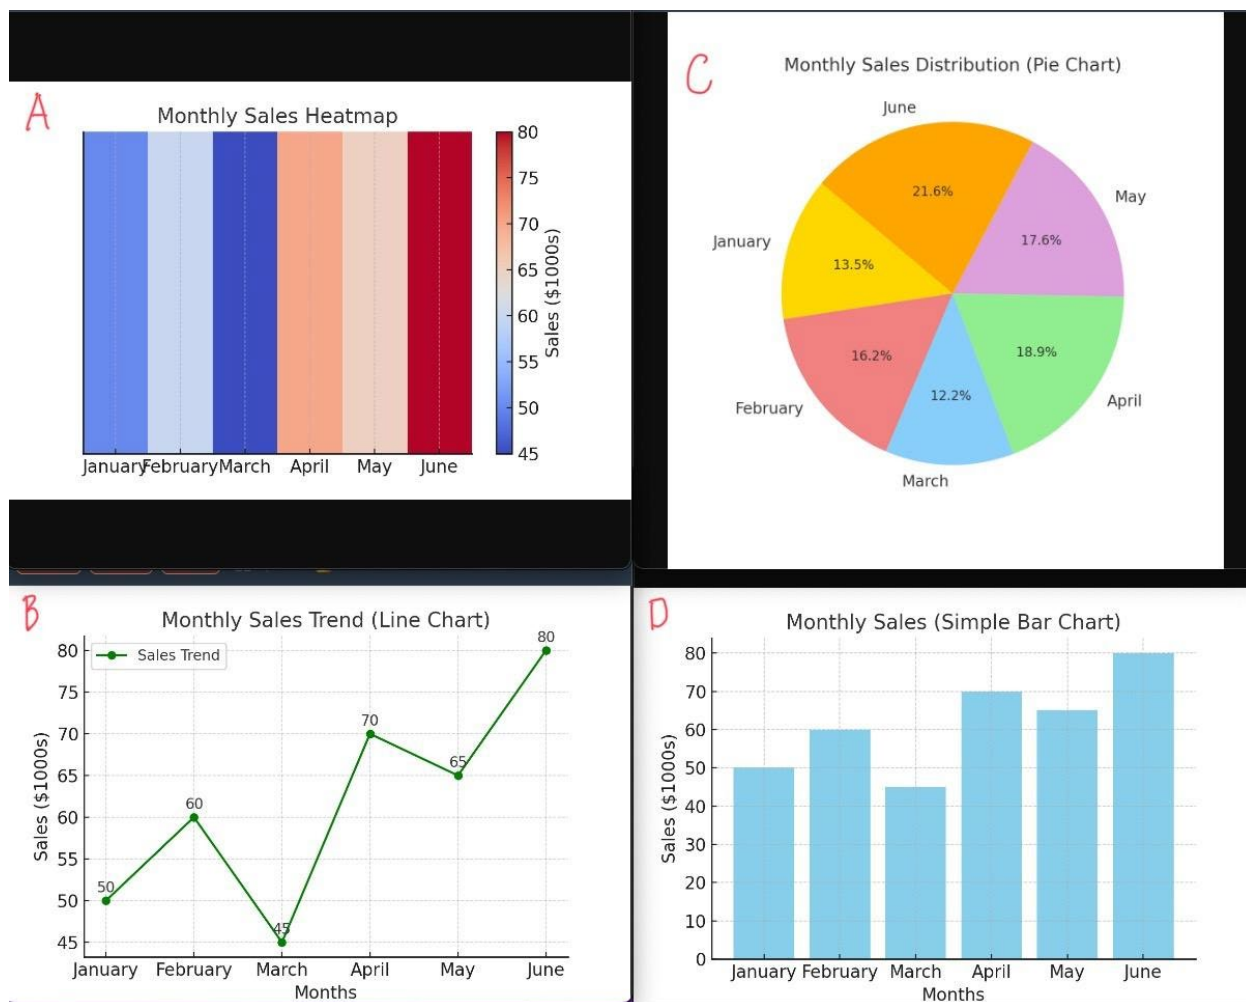 A
Monthly Sales Heatmap
80
75
70
65
60
55
50
45
Sales ($1000s)
January
February
March
April
May
June
C
Monthly Sales Distribution (Pie Chart)
June
21.6%
May
17.6%
January
13.5%
April
18.9%
February
16.2%
March
12.2%
B
Monthly Sales Trend (Line Chart)
Sales Trend
80
75
70
65
60
55
50
45
Sales ($1000s)
50
60
45
70
65
80
January
February
March
April
May
June
Months
D
Monthly Sales (Simple Bar Chart)
80
70
60
50
40
30
20
10
0
Sales ($1000s)
January
February
March
April
May
June
Months